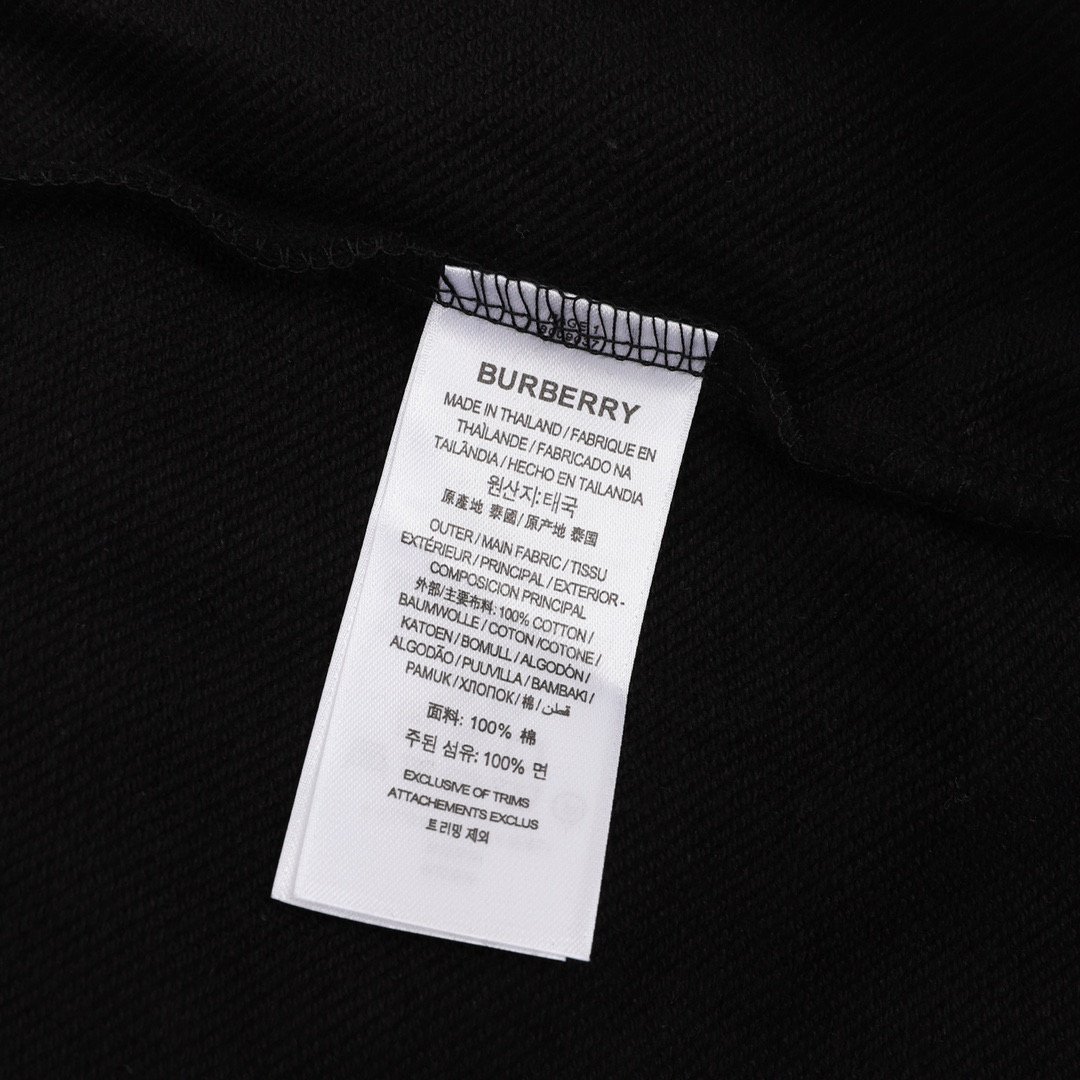 PAGE 1
BURBERRY
MADE IN THAILAND / FABRIQUE EN
THAÏLANDE / FABRICADO NA
TAILÂNDIA / HECHO EN TAILANDIA
원산지:태국
原產地 泰國 / 原产地 泰国
OUTER / MAIN FABRIC / TISSU
EXTÉRIEUR / PRINCIPAL / EXTERIOR -
COMPOSICION PRINCIPAL
外部/主要布料: 100% COTTON /
BAUMWOLLE / COTON /COTONE /
KATOEN / BOMULL / ALGODÓN /
ALGODÃO / PUUVILLA / BAMBAKI /
PAMUK / ХЛОПОК / 棉 / قطن
面料: 100% 棉
주된 섬유: 100% 면
EXCLUSIVE OF TRIMS
ATTACHEMENTS EXCLUS
트리밍 제외